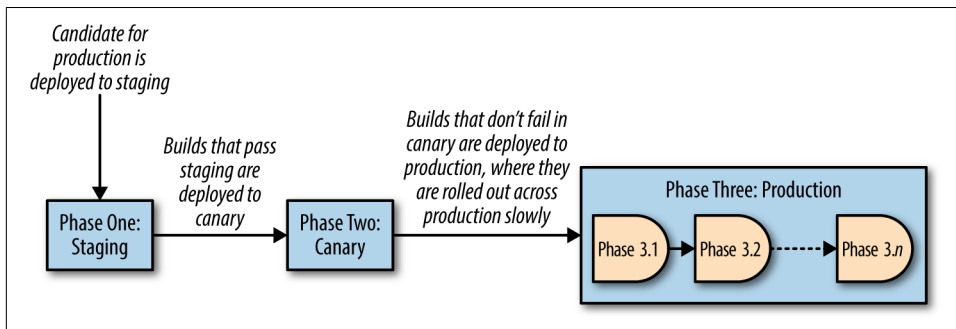 Candidate for
production is
deployed to staging
Builds that pass
staging are
deployed to
canary
Builds that don’t fail in
canary are deployed to
production, where they
are rolled out across
production slowly
Phase One:
Staging
Phase Two:
Canary
Phase Three: Production
Phase 3.1
Phase 3.2
Phase 3.n